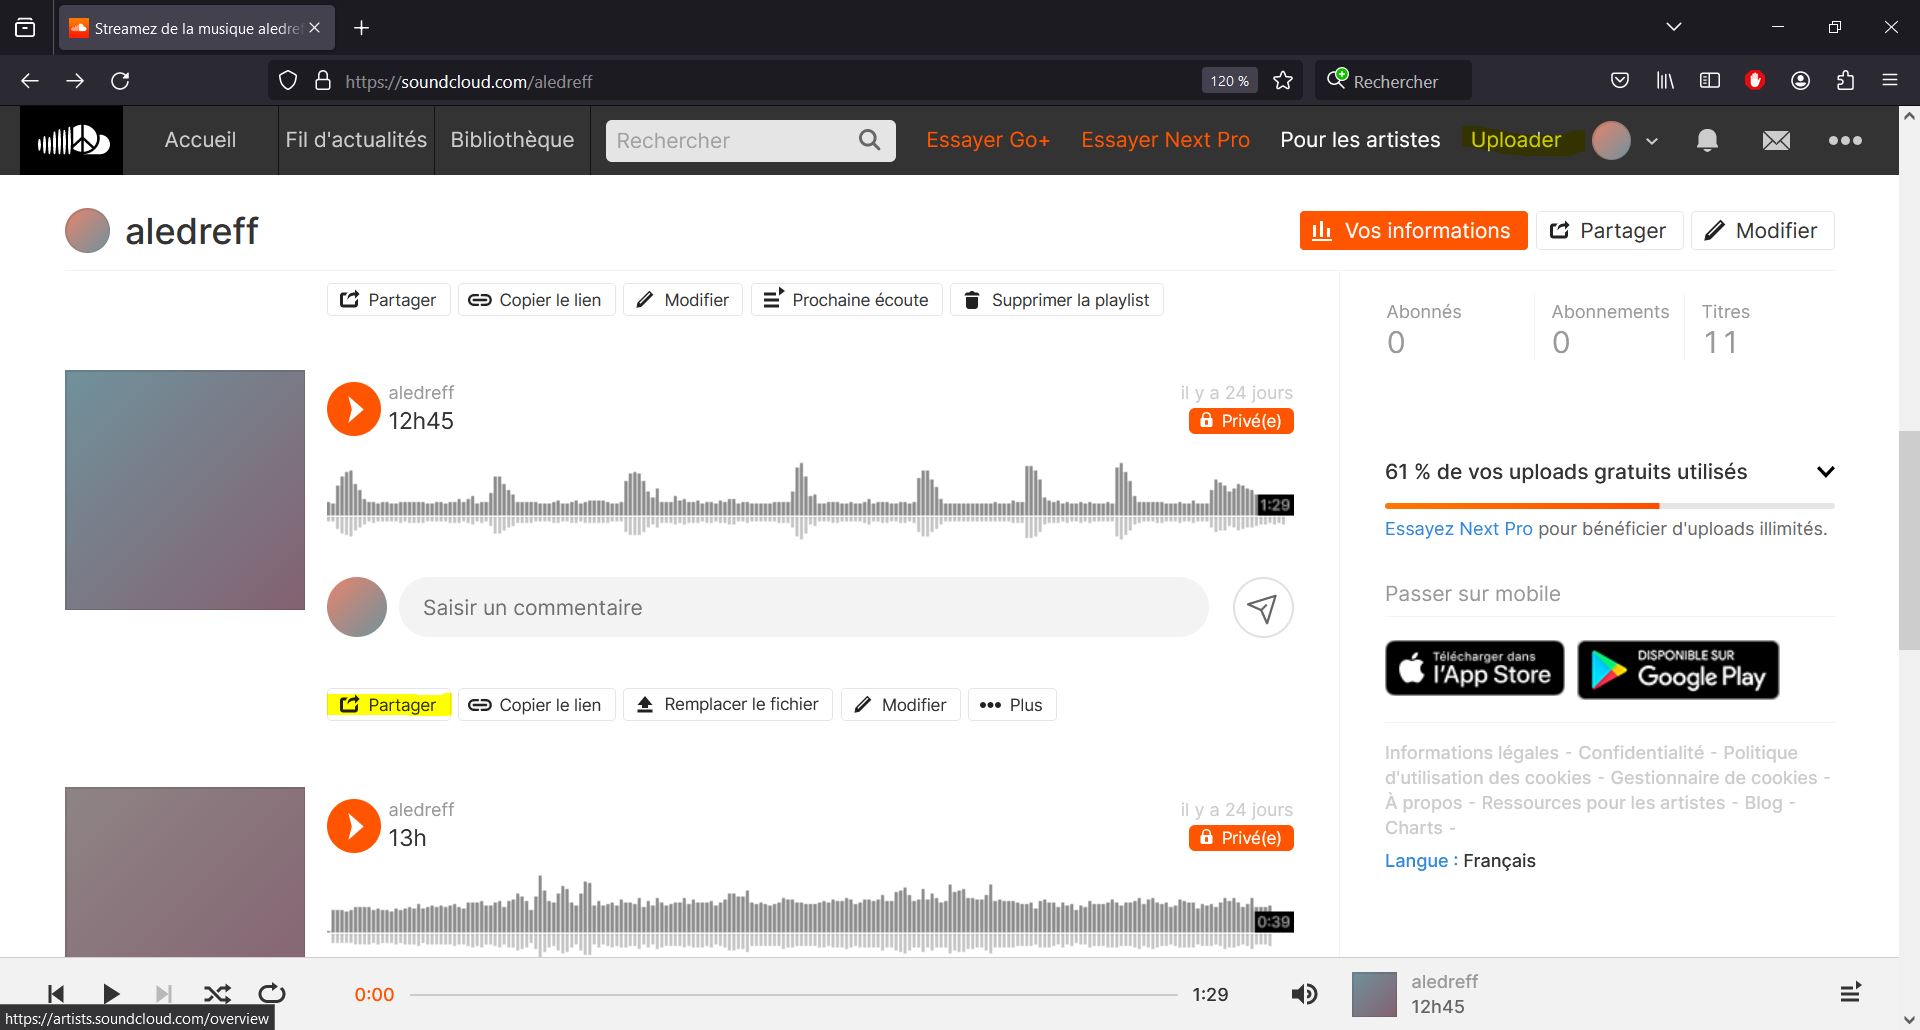 Streamez de la musique aledref
https://soundcloud.com/aledreff
120 %
Rechercher
Accueil
Fil d'actualités
Bibliothèque
Rechercher
Essayer Go+
Essayer Next Pro
Pour les artistes
Uploader
aledreff
Vos informations
Partager
Modifier
Partager
Copier le lien
Modifier
Prochaine écoute
Supprimer la playlist
aledreff
il y a 24 jours
12h45
Privé(e)
1:29
Saisir un commentaire
Partager
Copier le lien
Remplacer le fichier
Modifier
Plus
aledreff
il y a 24 jours
13h
Privé(e)
0:39
Abonnés
0
Abonnements
0
Titres
11
61 % de vos uploads gratuits utilisés
Essayez Next Pro pour bénéficier d'uploads illimités.
Passer sur mobile
Télécharger dans
l'App Store
DISPONIBLE SUR
Google Play
Informations légales - Confidentialité - Politique
d'utilisation des cookies - Gestionnaire de cookies -
À propos - Ressources pour les artistes - Blog -
Charts -
Langue : Français
0:00
1:29
aledreff
12h45
https://artists.soundcloud.com/overview